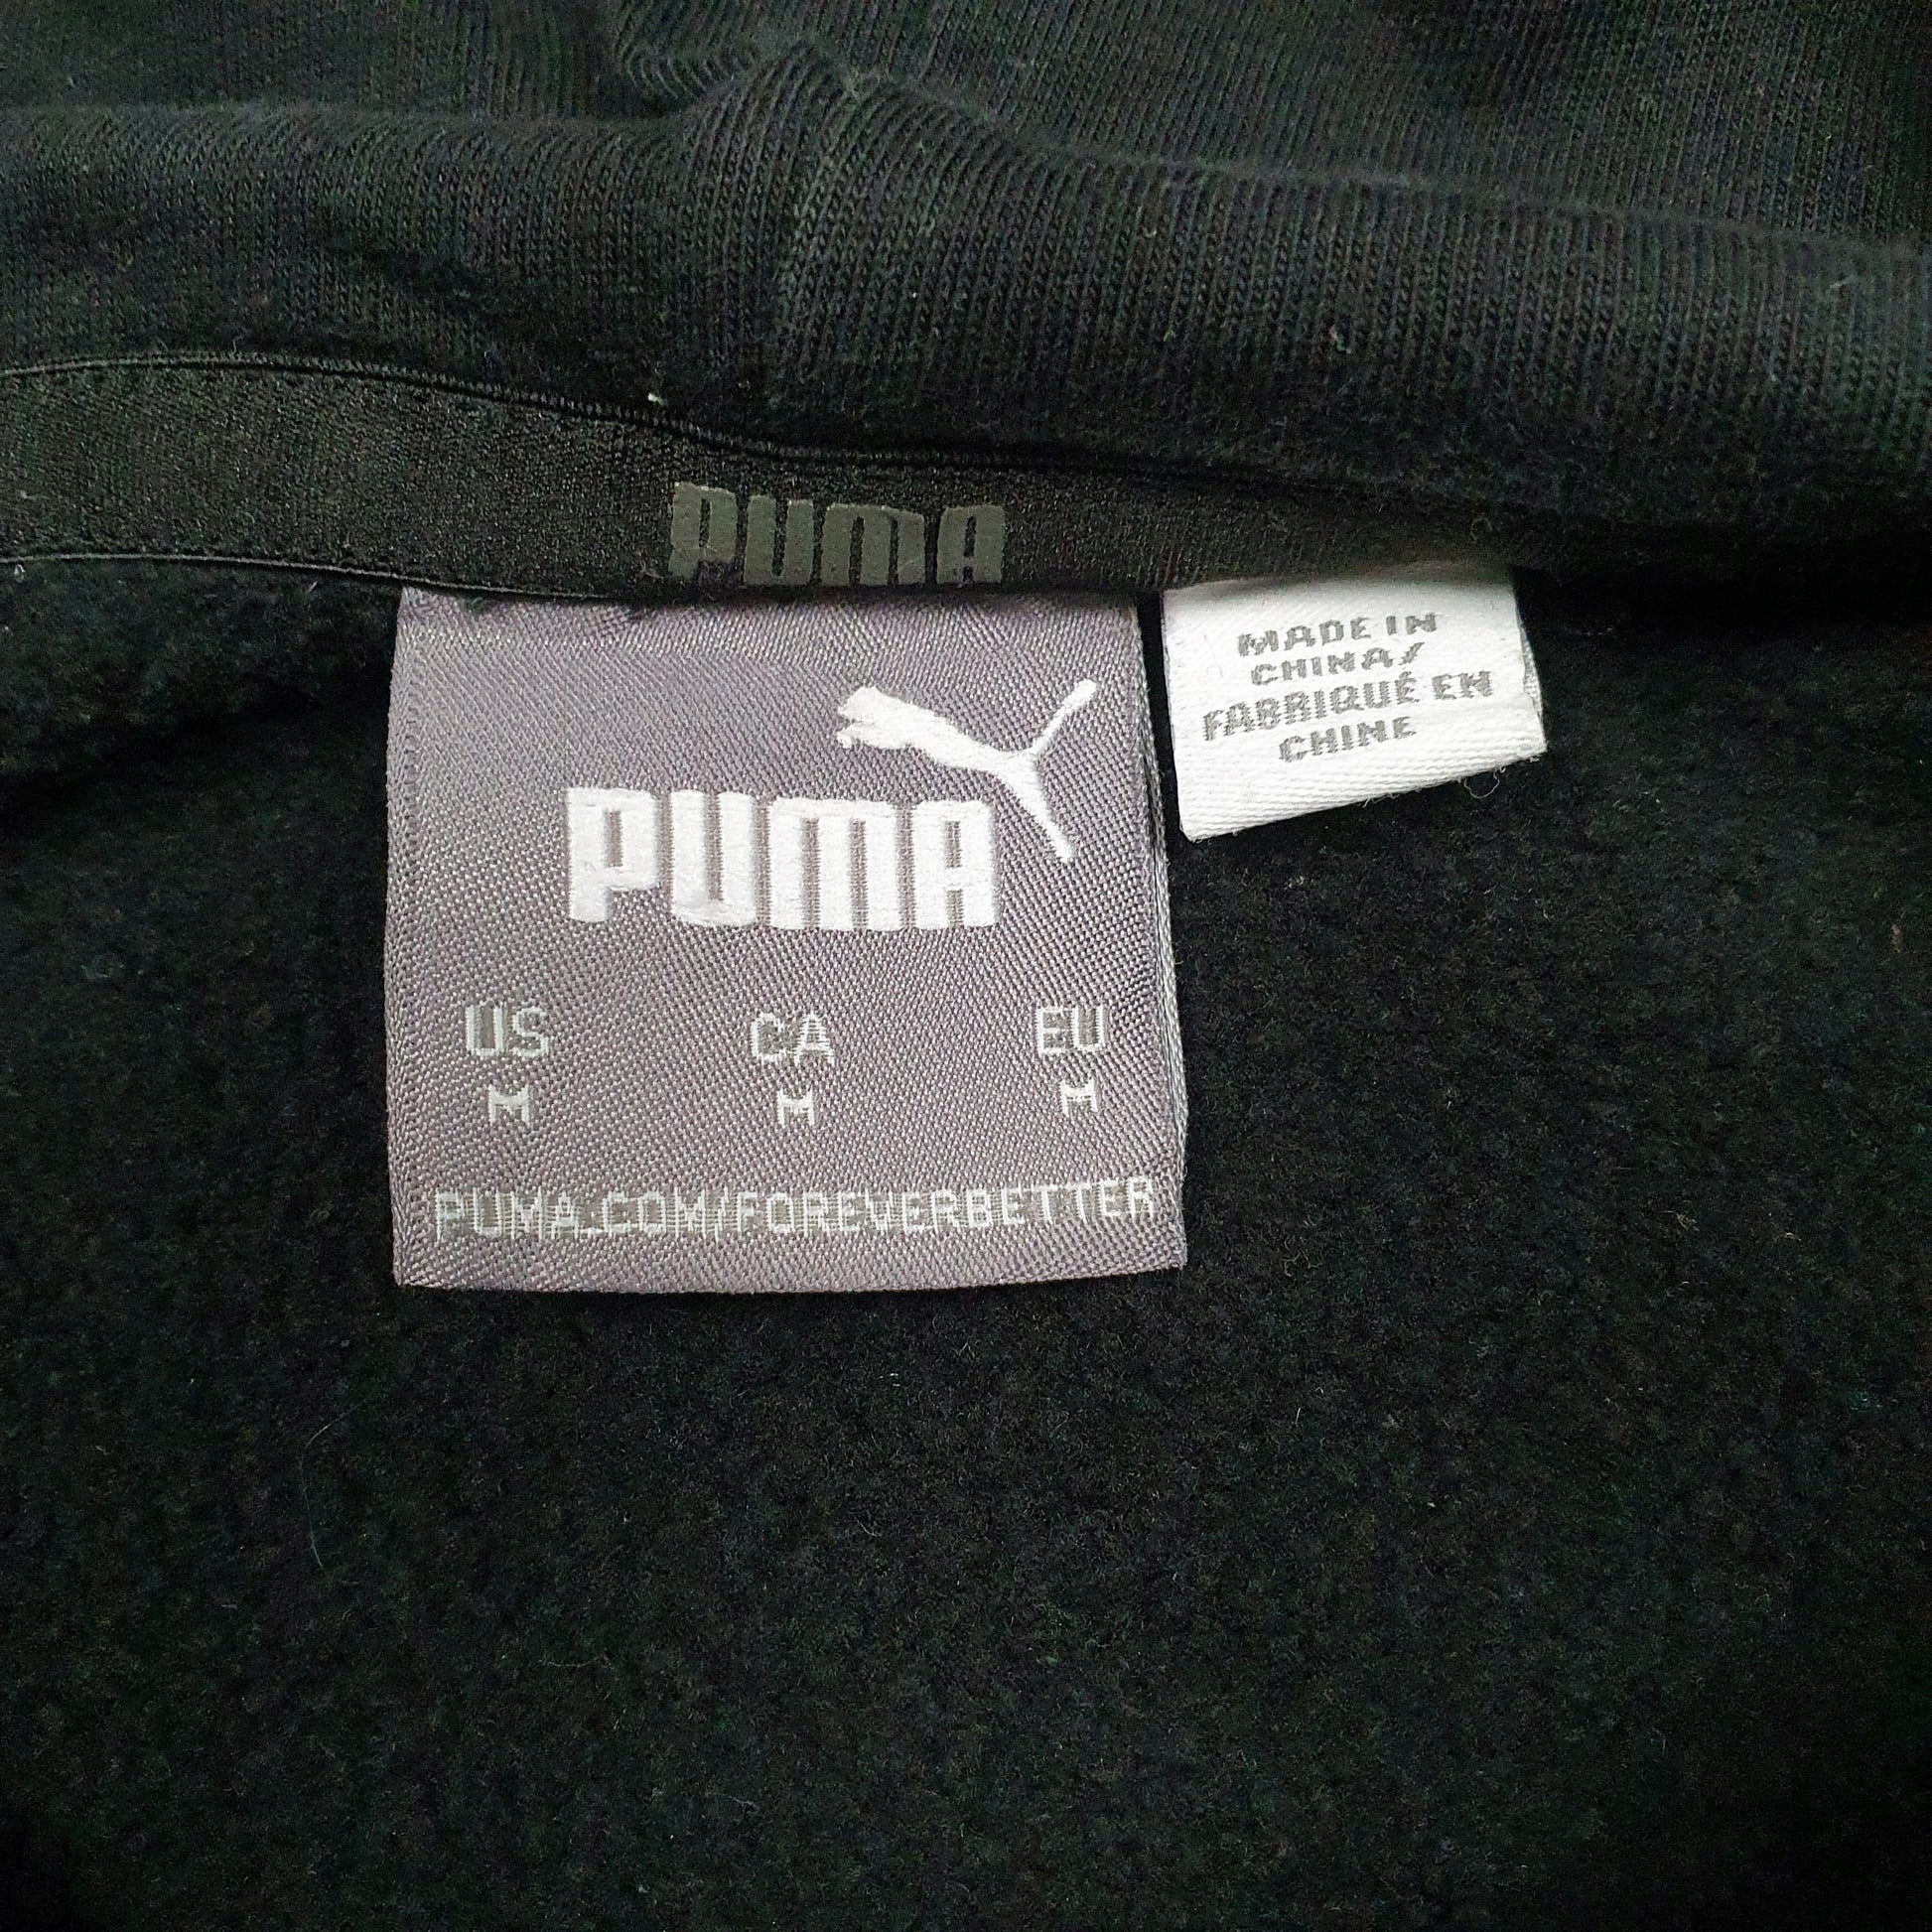 PUMA
MADE IN
CHINA/
FABRIQUÉ EN
CHINE
PUMA
US CA EU
M M M
PUMA.COM/FOREVERBETTER